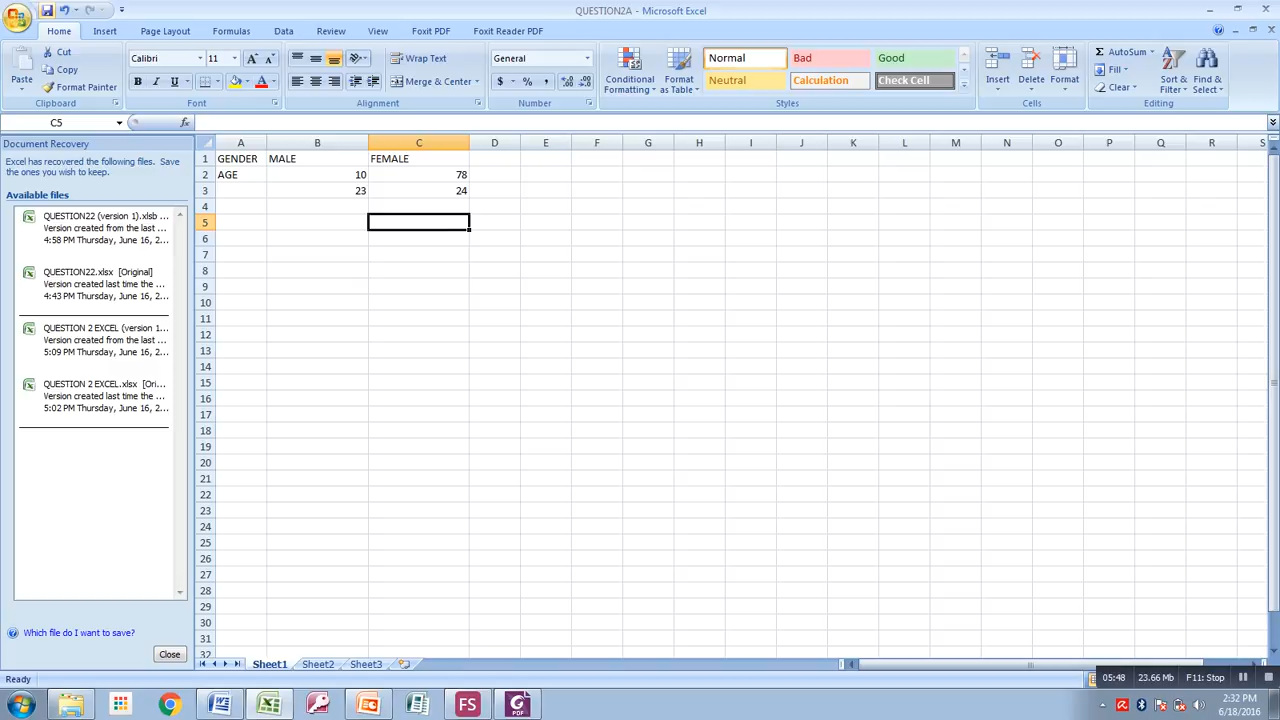 QUESTION2A - Microsoft Excel
Home Insert Page Layout Formulas Data Review View Foxit PDF Foxit Reader PDF
Paste
Cut
Copy
Format Painter
Clipboard
Calibri 11
B I U
Font
Wrap Text
Merge & Center
Alignment
General
$ % ,
Number
Conditional Formatting
Format as Table
Normal Bad Good
Neutral Calculation Check Cell
Styles
Insert Delete Format
Cells
Σ AutoSum
Fill
Clear
Sort & Filter
Find & Select
Editing
C5 fx
Document Recovery
Excel has recovered the following files. Save
the ones you wish to keep.
Available files
QUESTION22 (version 1).xlsb ...
Version created from the last ...
4:58 PM Thursday, June 16, 2...
QUESTION22.xlsx [Original]
Version created last time the ...
4:43 PM Thursday, June 16, 2...
QUESTION 2 EXCEL (version 1...
Version created from the last ...
5:09 PM Thursday, June 16, 2...
QUESTION 2 EXCEL.xlsx [Ori...
Version created last time the ...
5:02 PM Thursday, June 16, 2...
Which file do I want to save?
Close
A B C D E F G H I J K L M N O P Q R S
1 GENDER MALE FEMALE
2 AGE 10 78
3 23 24
4
5
6
7
8
9
10
11
12
13
14
15
16
17
18
19
20
21
22
23
24
25
26
27
28
29
30
31
32
Sheet1 Sheet2 Sheet3
Ready
05:48 23.66 Mb F11: Stop
FS
PDF
2:32 PM
6/18/2016